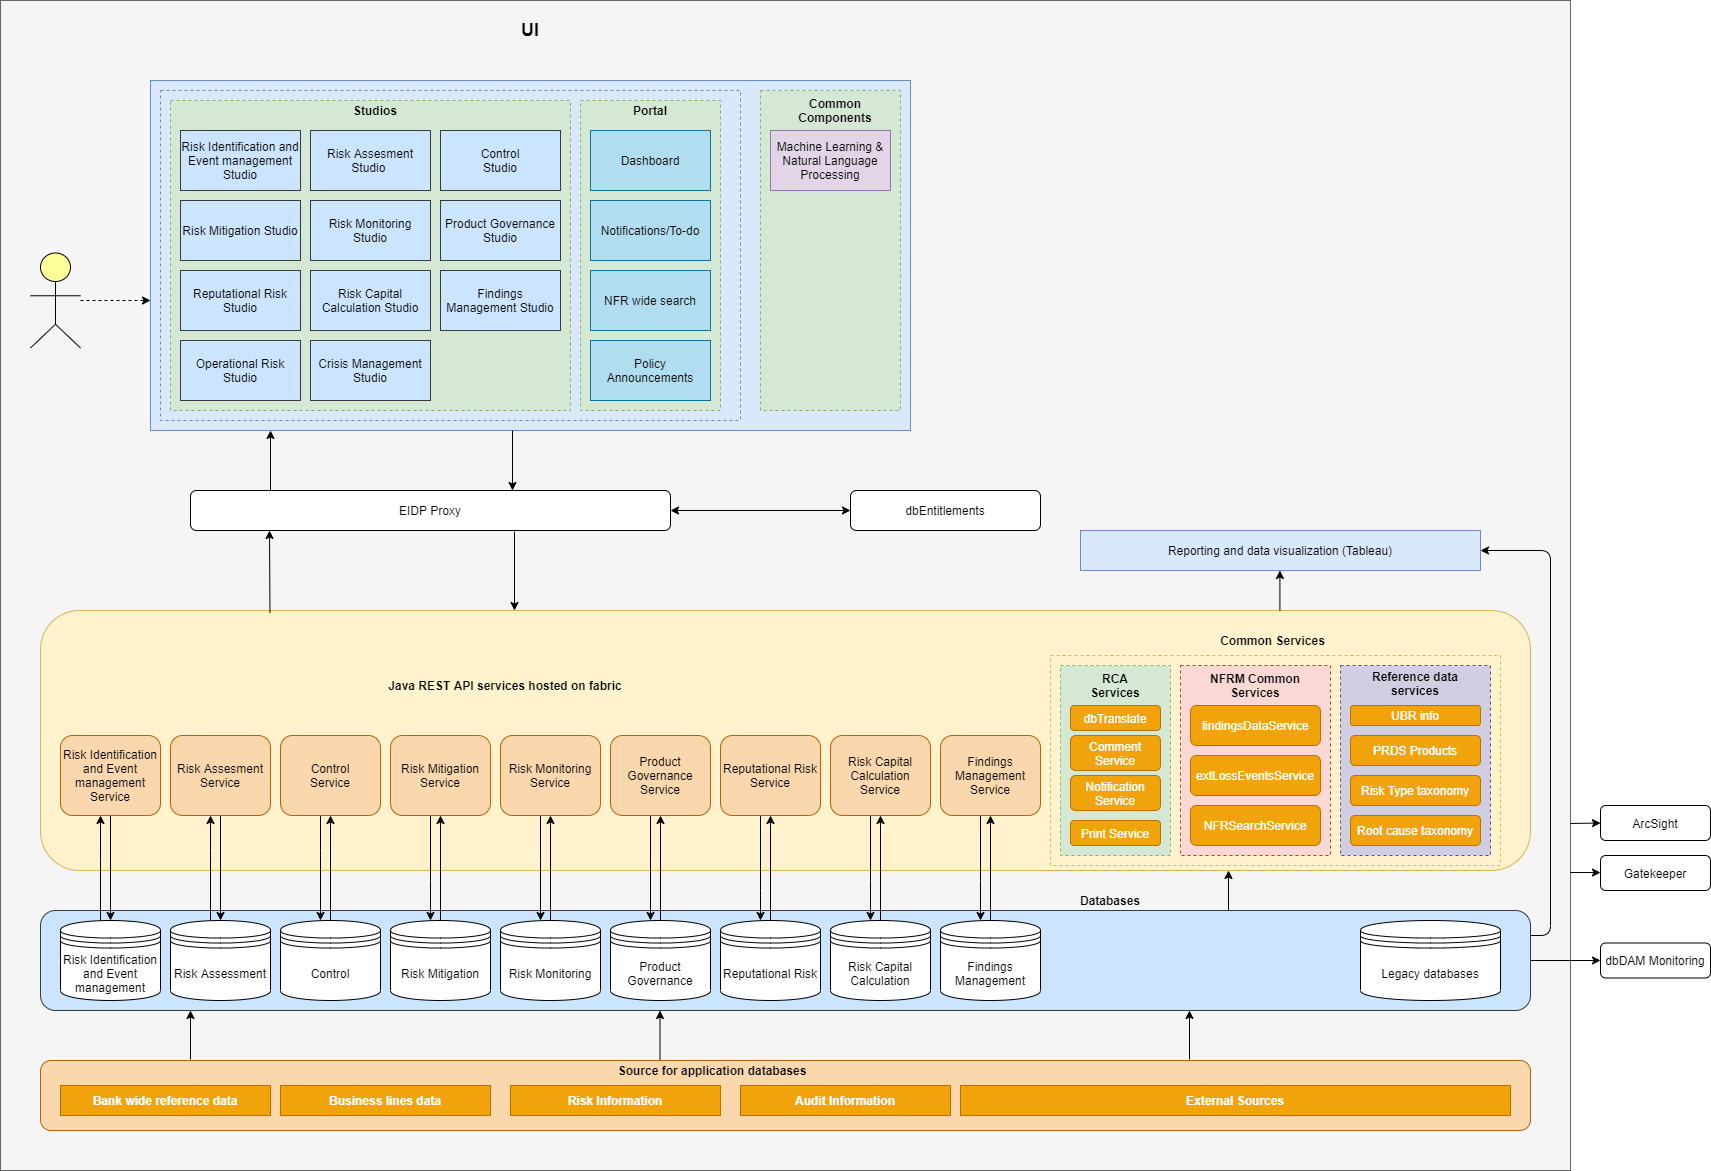 UI
Studios
Risk Identification and
Event management
Studio
Risk Assesment
Studio
Control
Studio
Risk Mitigation Studio
Risk Monitoring
Studio
Product Governance
Studio
Reputational Risk
Studio
Risk Capital
Calculation Studio
Findings
Management Studio
Operational Risk
Studio
Crisis Management
Studio
Portal
Dashboard
Notifications/To-do
NFR wide search
Policy
Announcements
Common
Components
Machine Learning &
Natural Language
Processing
EIDP Proxy
dbEntitlements
Reporting and data visualization (Tableau)
Java REST API services hosted on fabric
Risk Identification
and Event
management
Service
Risk Assesment
Service
Control
Service
Risk Mitigation
Service
Risk Monitoring
Service
Product
Governance
Service
Reputational Risk
Service
Risk Capital
Calculation
Service
Findings
Management
Service
Common Services
RCA
Services
dbTranslate
Comment
Service
Notification
Service
Print Service
NFRM Common
Services
findingsDataService
extLossEventsService
NFRSearchService
Reference data
services
UBR info
PRDS Products
Risk Type taxonomy
Root cause taxonomy
ArcSight
Gatekeeper
dbDAM Monitoring
Databases
Risk Identification
and Event
management
Risk Assessment
Control
Risk Mitigation
Risk Monitoring
Product
Governance
Reputational Risk
Risk Capital
Calculation
Findings
Management
Legacy databases
Source for application databases
Bank wide reference data
Business lines data
Risk Information
Audit Information
External Sources